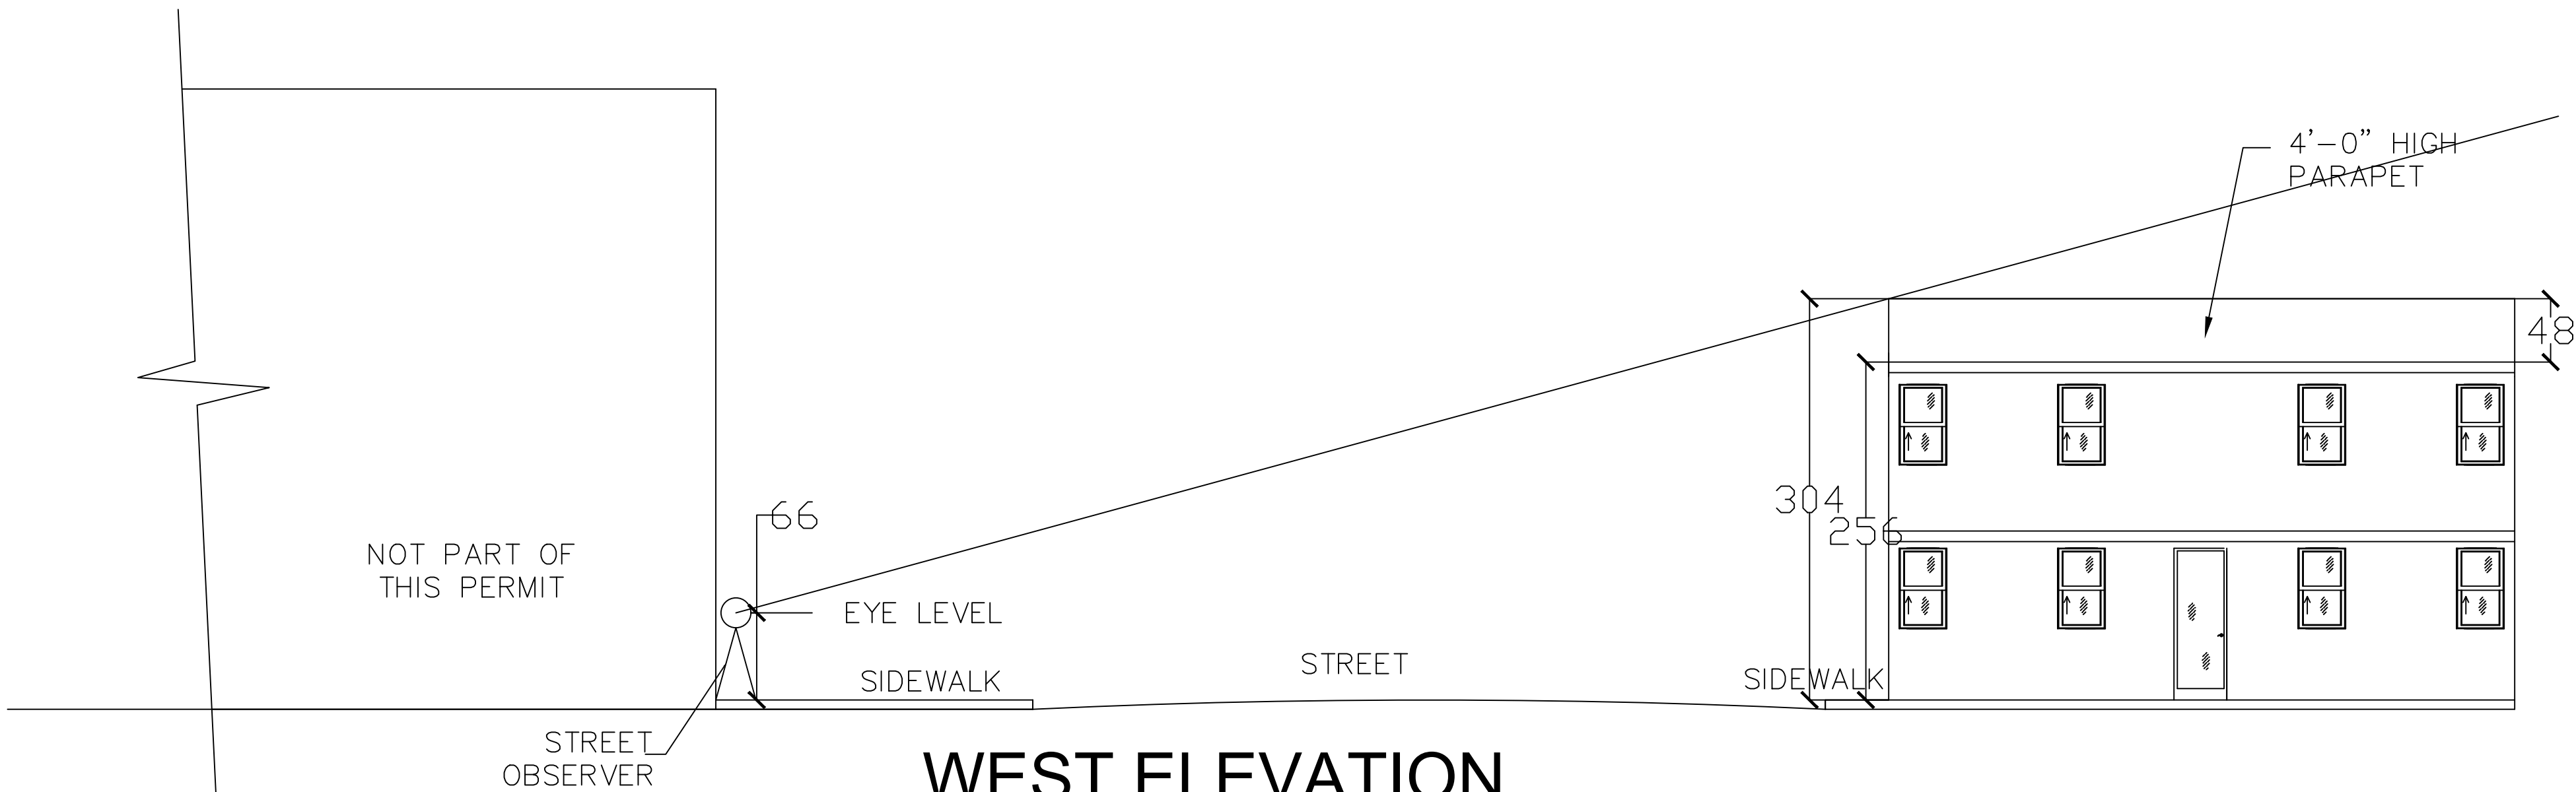 4'-0" HIGH
PARAPET
48
66
304
256
NOT PART OF
THIS PERMIT
EYE LEVEL
SIDEWALK
STREET
SIDEWALK
STREET
OBSERVER
WEST ELEVATION